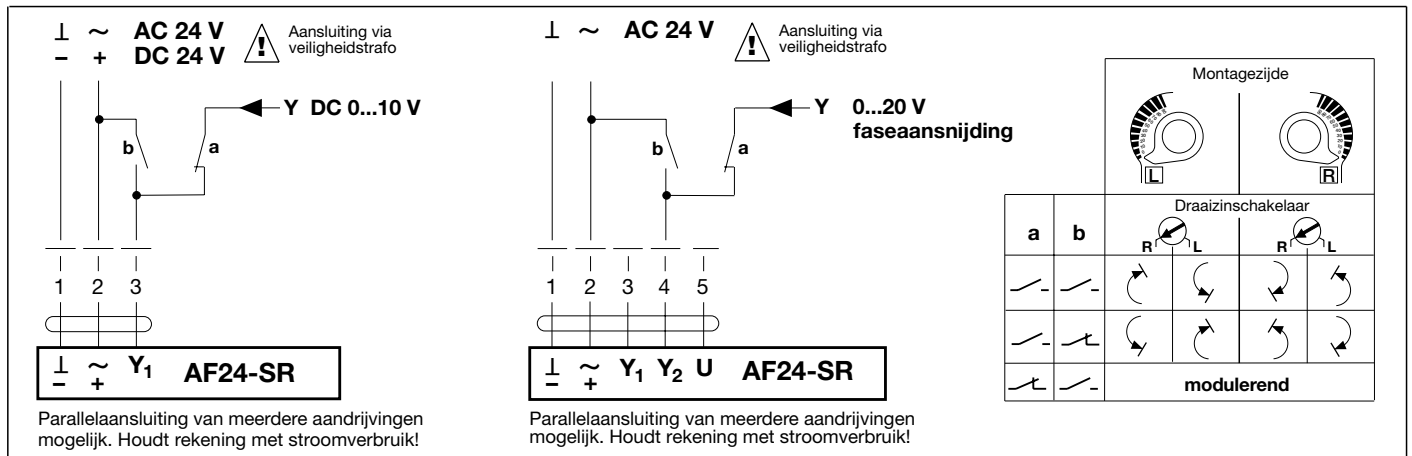 ⊥ ~ AC 24 V
– + DC 24 V
Aansluiting via
veiligheidstrafo
Y DC 0...10 V
b a
1 2 3
⊥ ~ Y1 AF24-SR
– +
Parallelaansluiting van meerdere aandrijvingen
mogelijk. Houdt rekening met stroomverbruik!
⊥ ~ AC 24 V
Aansluiting via
veiligheidstrafo
Y 0...20 V
faseaansnijding
b a
1 2 3 4 5
⊥ ~ Y1 Y2 U AF24-SR
– +
Parallelaansluiting van meerdere aandrijvingen
mogelijk. Houdt rekening met stroomverbruik!
Montagezijde
L R
Draaizinschakelaar
a b
R L R L
modulerend